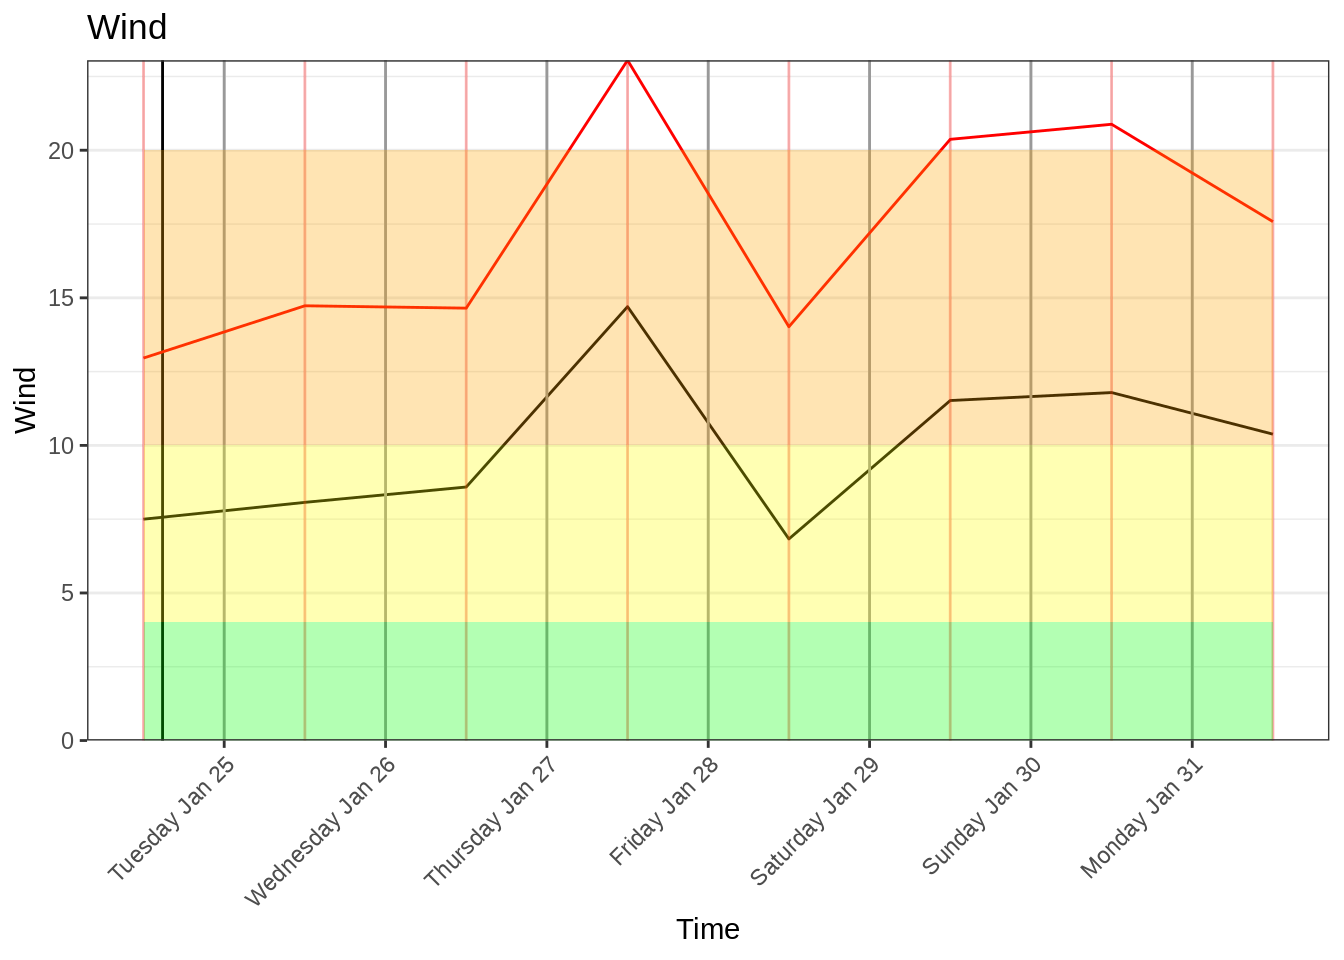 Wind
Wind
20
15
10
5
0
Tuesday Jan 25
Wednesday Jan 26
Thursday Jan 27
Friday Jan 28
Saturday Jan 29
Sunday Jan 30
Monday Jan 31
Time